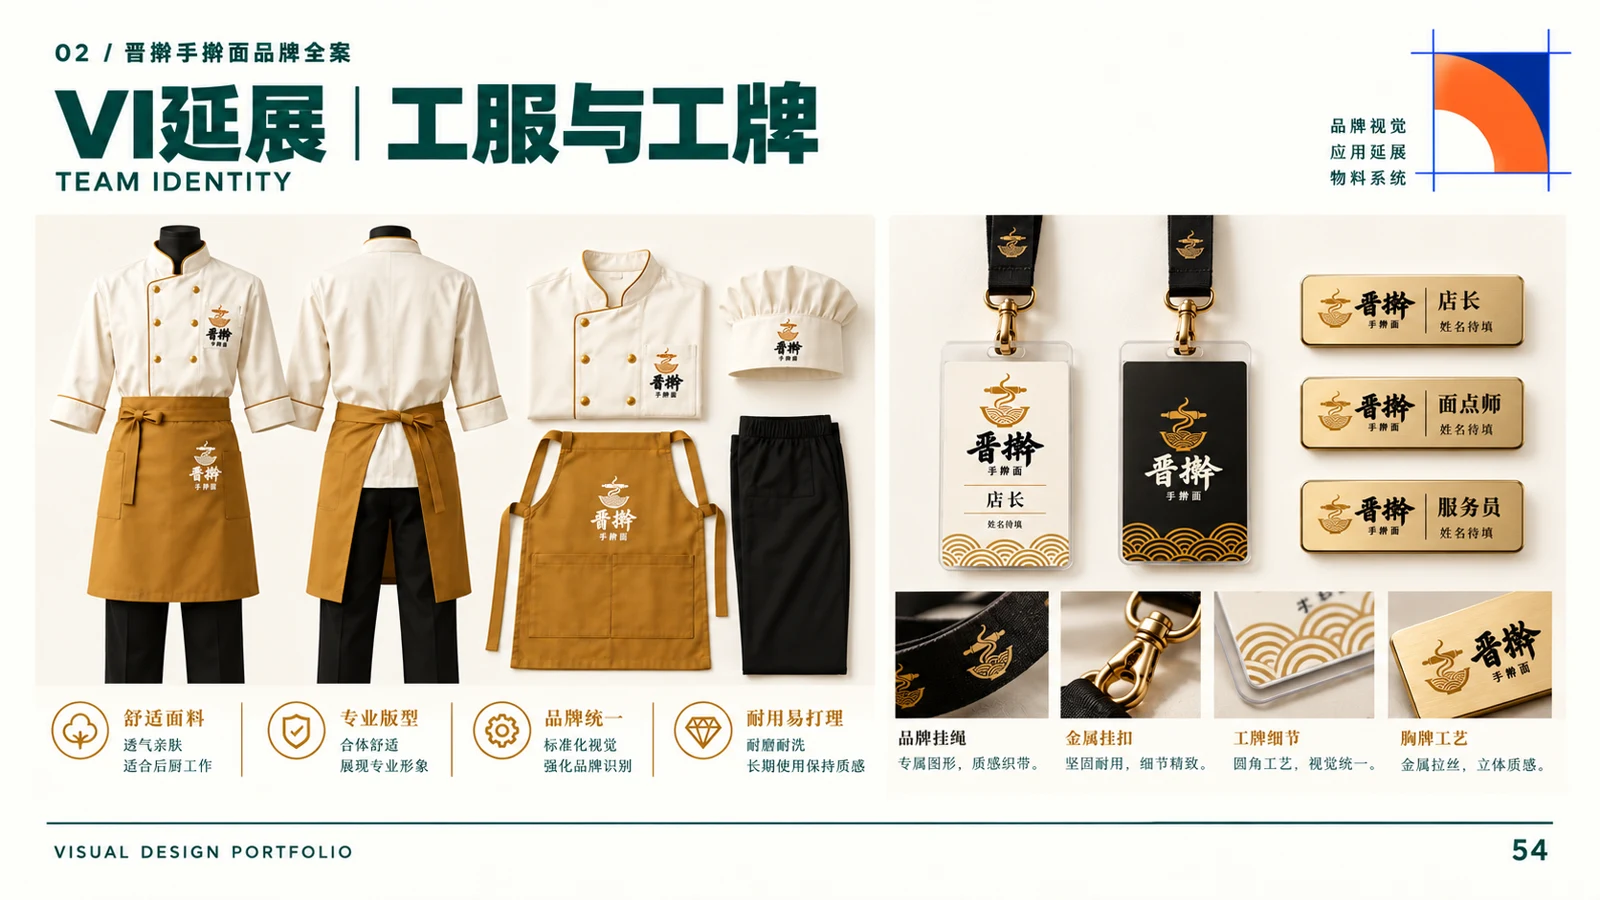 02 / 晋擀手擀面品牌全案
VI延展｜工服与工牌
TEAM IDENTITY
品牌视觉
应用延展
物料系统
晋擀
手擀面
晋擀
手擀面
晋擀
手擀面
晋擀
手擀面
晋擀
手擀面
晋擀
手擀面
店长
姓名待填
晋擀
手擀面
晋擀
手擀面
店长
姓名待填
晋擀
手擀面
面点师
姓名待填
晋擀
手擀面
服务员
姓名待填
晋擀
手擀面
舒适面料
透气亲肤
适合后厨工作
专业版型
合体舒适
展现专业形象
品牌统一
标准化视觉
强化品牌识别
耐用易打理
耐磨耐洗
长期使用保持质感
品牌挂绳
专属图形，质感织带。
金属挂扣
坚固耐用，细节精致。
工牌细节
圆角工艺，视觉统一。
胸牌工艺
金属拉丝，立体质感。
VISUAL DESIGN PORTFOLIO
54